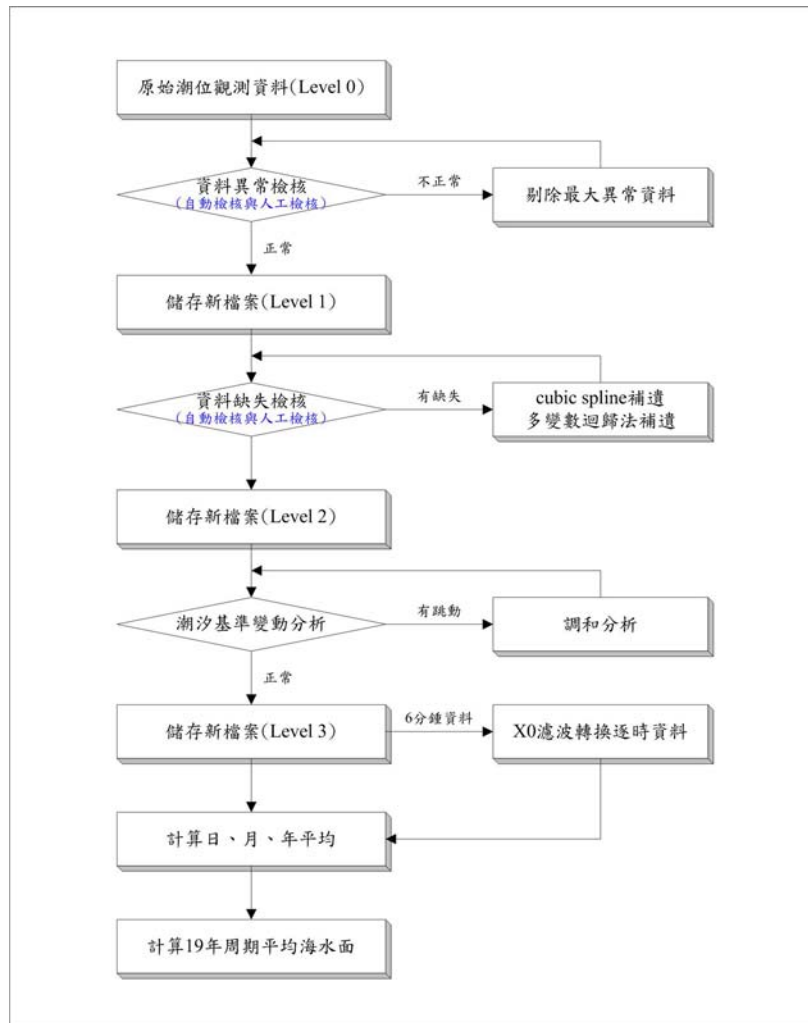 原始潮位觀測資料(Level 0)
資料異常檢核
(自動檢核與人工檢核)
不正常
剔除最大異常資料
正常
儲存新檔案(Level 1)
資料缺失檢核
(自動檢核與人工檢核)
有缺失
cubic spline補遺
多變數迴歸法補遺
儲存新檔案(Level 2)
潮汐基準變動分析
有跳動
調和分析
正常
儲存新檔案(Level 3)
6分鍾資料
X0濾波轉換逐時資料
計算日、月、年平均
計算19年周期平均海水面